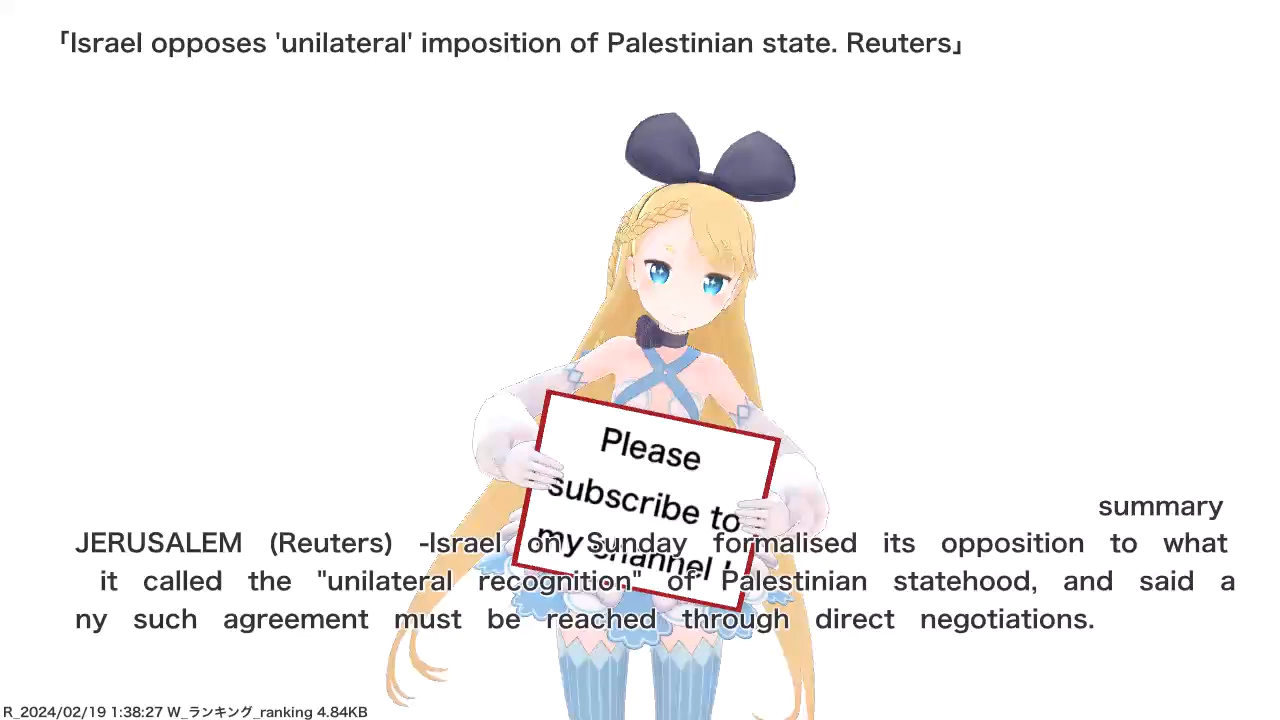 「Israel opposes 'unilateral' imposition of Palestinian state. Reuters」
Please
subscribe to
my channel !
summary
JERUSALEM (Reuters) -Israel on Sunday formalised its opposition to what
it called the "unilateral recognition" of Palestinian statehood, and said a
ny such agreement must be reached through direct negotiations.
R_2024/02/19 1:38:27 W_ランキング_ranking 4.84KB